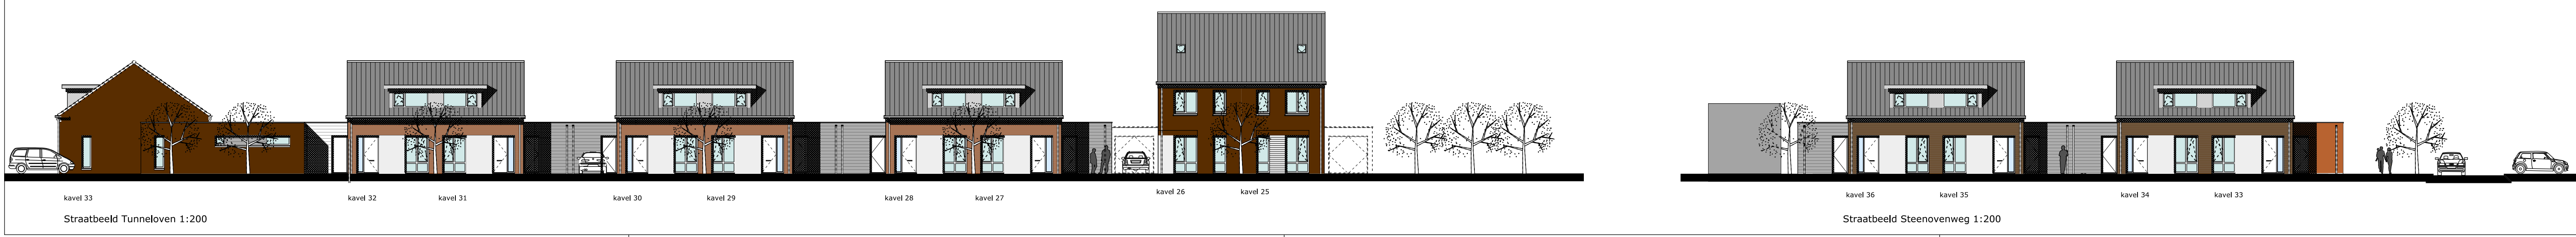 kavel 33
kavel 32
kavel 31
kavel 30
kavel 29
kavel 28
kavel 27
kavel 26
kavel 25
Straatbeeld Tunneloven 1:200
kavel 36
kavel 35
kavel 34
kavel 33
Straatbeeld Steenovenweg 1:200